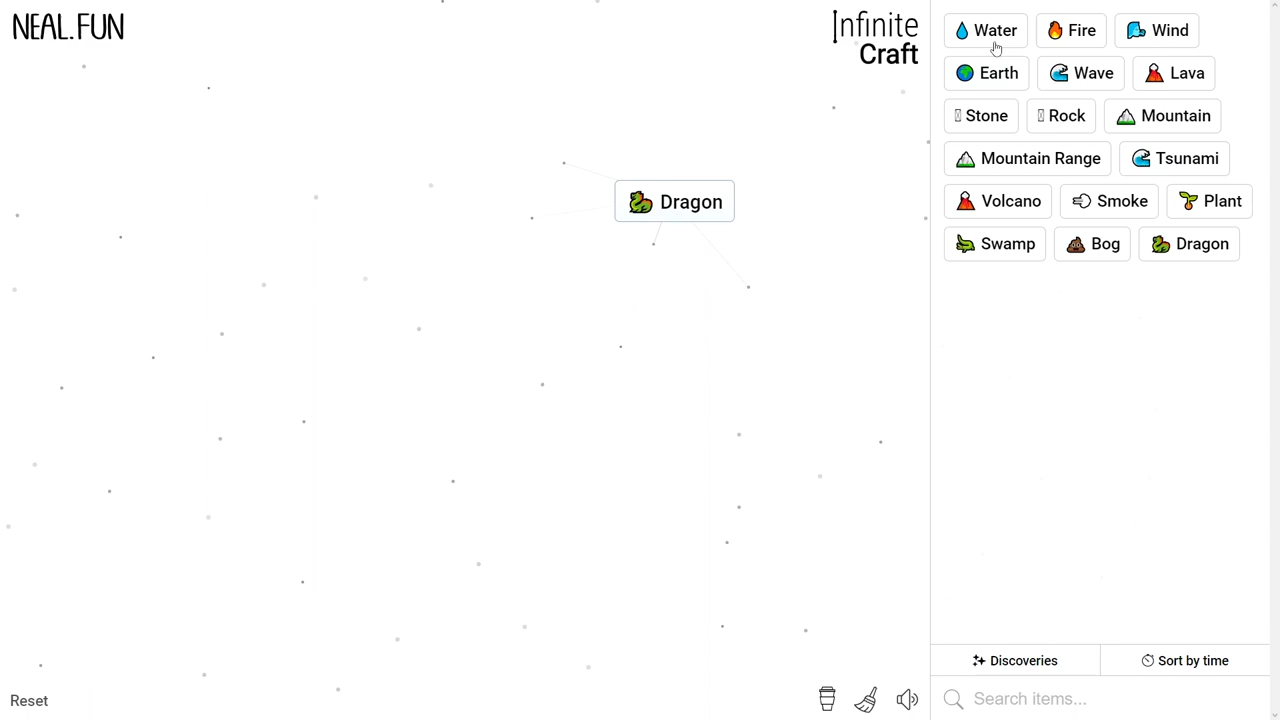 NEAL.FUN
Infinite
Craft
Water Fire Wind
Earth Wave Lava
Stone Rock Mountain
Mountain Range Tsunami
Dragon
Volcano Smoke Plant
Swamp Bog Dragon
Discoveries Sort by time
Reset
Search items...